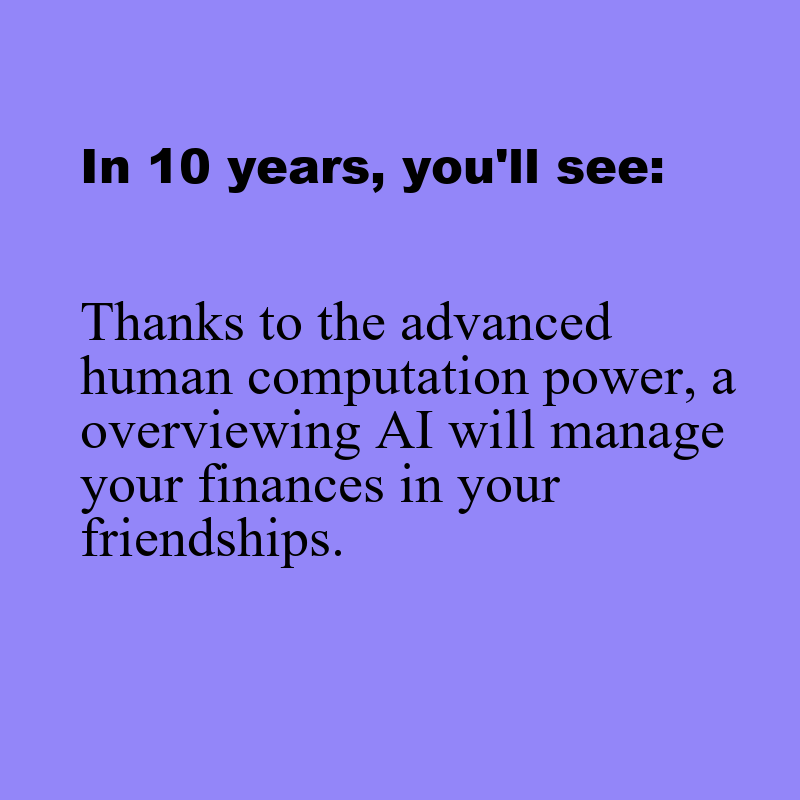 In 10 years, you'll see:
Thanks to the advanced
human computation power, a
overviewing AI will manage
your finances in your
friendships.